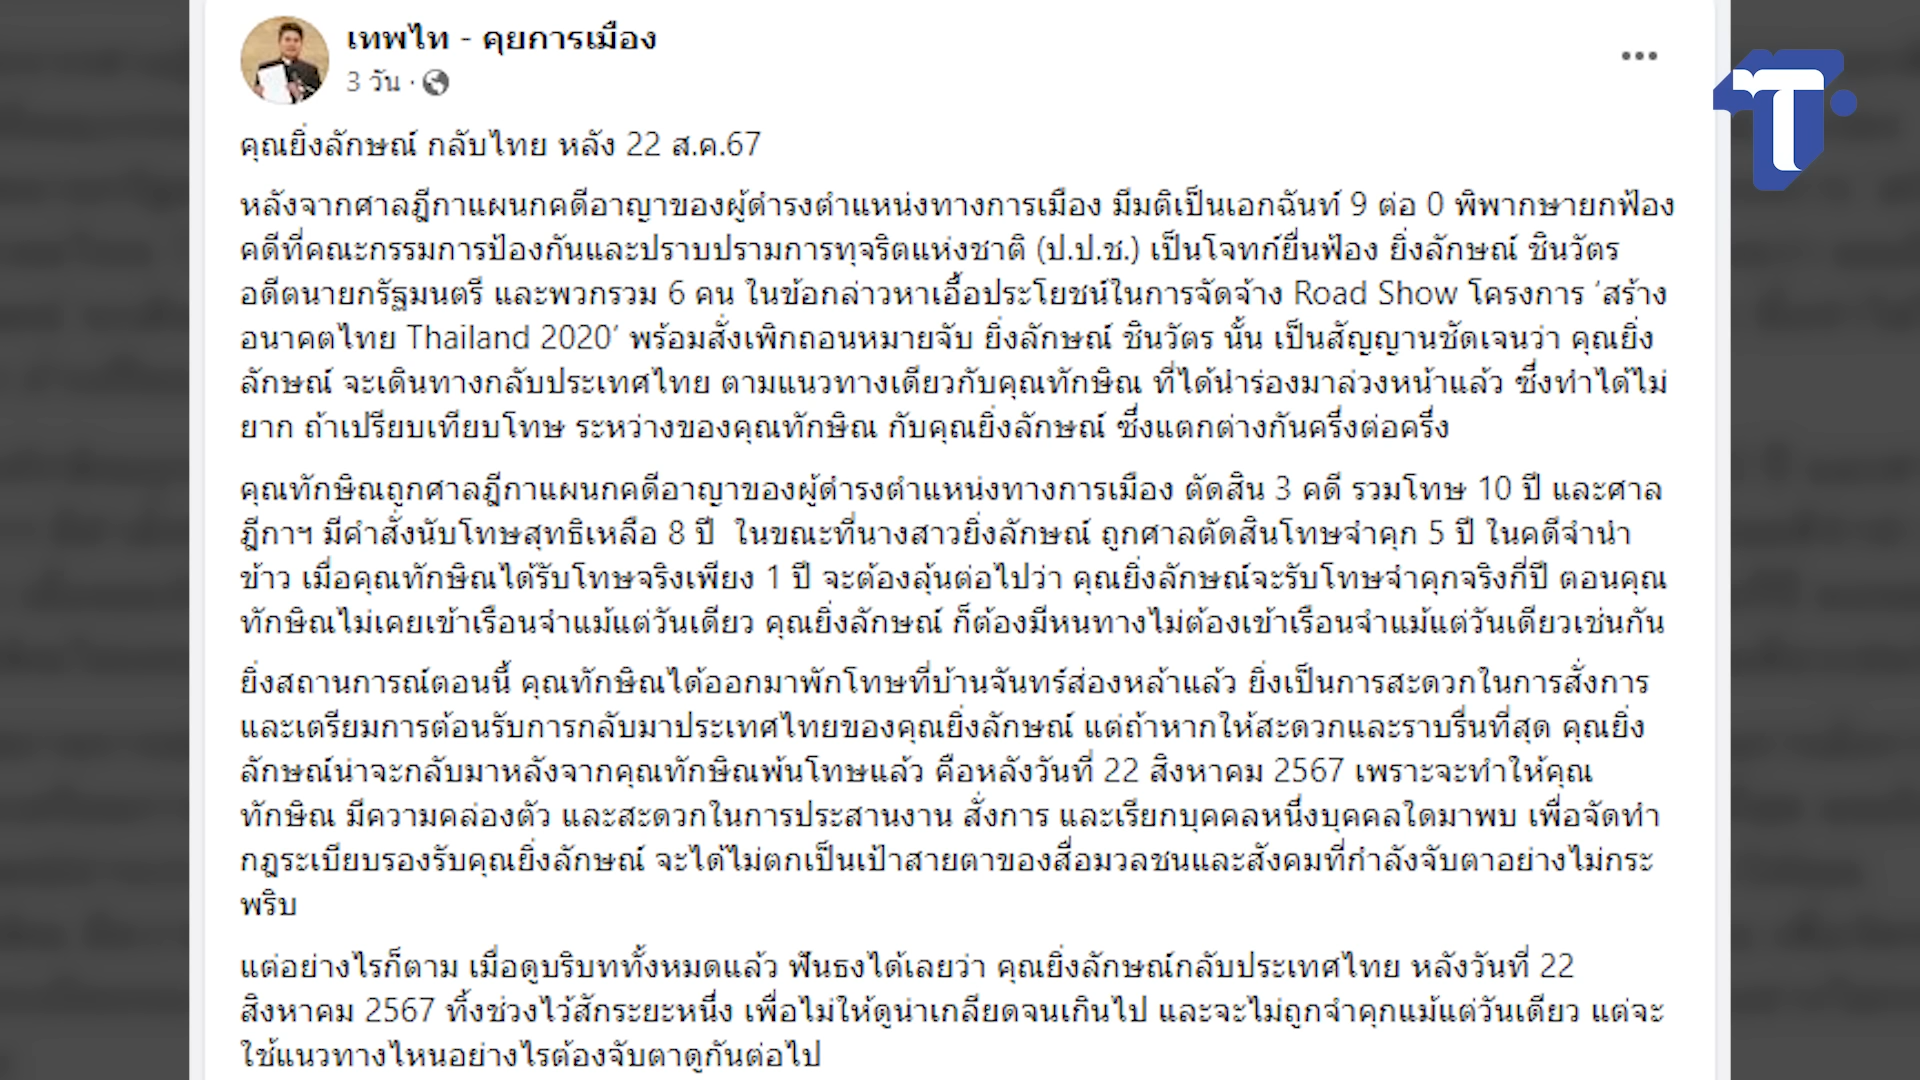 เทพไท - คุยการเมือง
3 วัน ·
คุณยิ่งลักษณ์ กลับไทย หลัง 22 ส.ค.67
หลังจากศาลฎีกาแผนกคดีอาญาของผู้ดำรงตำแหน่งทางการเมือง มีมติเป็นเอกฉันท์ 9 ต่อ 0 พิพากษายกฟ้อง
คดีที่คณะกรรมการป้องกันและปราบปรามการทุจริตแห่งชาติ (ป.ป.ช.) เป็นโจทก์ยื่นฟ้อง ยิ่งลักษณ์ ชินวัตร
อดีตนายกรัฐมนตรี และพวกรวม 6 คน ในข้อกล่าวหาเอื้อประโยชน์ในการจัดจ้าง Road Show โครงการ ‘สร้าง
อนาคตไทย Thailand 2020’ พร้อมสั่งเพิกถอนหมายจับ ยิ่งลักษณ์ ชินวัตร นั้น เป็นสัญญานชัดเจนว่า คุณยิ่ง
ลักษณ์ จะเดินทางกลับประเทศไทย ตามแนวทางเดียวกับคุณทักษิณ ที่ได้นำร่องมาล่วงหน้าแล้ว ซึ่งทำได้ไม่
ยาก ถ้าเปรียบเทียบโทษ ระหว่างของคุณทักษิณ กับคุณยิ่งลักษณ์ ซึ่งแตกต่างกันครึ่งต่อครึ่ง
คุณทักษิณถูกศาลฎีกาแผนกคดีอาญาของผู้ดำรงตำแหน่งทางการเมือง ตัดสิน 3 คดี รวมโทษ 10 ปี และศาล
ฎีกาฯ มีคำสั่งนับโทษสุทธิเหลือ 8 ปี  ในขณะที่นางสาวยิ่งลักษณ์ ถูกศาลตัดสินโทษจำคุก 5 ปี ในคดีจำนำ
ข้าว เมื่อคุณทักษิณได้รับโทษจริงเพียง 1 ปี จะต้องลุ้นต่อไปว่า คุณยิ่งลักษณ์จะรับโทษจำคุกจริงกี่ปี ตอนคุณ
ทักษิณไม่เคยเข้าเรือนจำแม้แต่วันเดียว คุณยิ่งลักษณ์ ก็ต้องมีหนทางไม่ต้องเข้าเรือนจำแม้แต่วันเดียวเช่นกัน
ยิ่งสถานการณ์ตอนนี้ คุณทักษิณได้ออกมาพักโทษที่บ้านจันทร์ส่องหล้าแล้ว ยิ่งเป็นการสะดวกในการสั่งการ
และเตรียมการต้อนรับการกลับมาประเทศไทยของคุณยิ่งลักษณ์ แต่ถ้าหากให้สะดวกและราบรื่นที่สุด คุณยิ่ง
ลักษณ์น่าจะกลับมาหลังจากคุณทักษิณพ้นโทษแล้ว คือหลังวันที่ 22 สิงหาคม 2567 เพราะจะทำให้คุณ
ทักษิณ มีความคล่องตัว และสะดวกในการประสานงาน สั่งการ และเรียกบุคคลหนึ่งบุคคลใดมาพบ เพื่อจัดทำ
กฎระเบียบรองรับคุณยิ่งลักษณ์ จะได้ไม่ตกเป็นเป้าสายตาของสื่อมวลชนและสังคมที่กำลังจับตาอย่างไม่กระ
พริบ
แต่อย่างไรก็ตาม เมื่อดูบริบททั้งหมดแล้ว ฟันธงได้เลยว่า คุณยิ่งลักษณ์กลับประเทศไทย หลังวันที่ 22
สิงหาคม 2567 ทิ้งช่วงไว้สักระยะหนึ่ง เพื่อไม่ให้ดูน่าเกลียดจนเกินไป และจะไม่ถูกจำคุกแม้แต่วันเดียว แต่จะ
ใช้แนวทางไหนอย่างไรต้องจับตาดูกันต่อไป